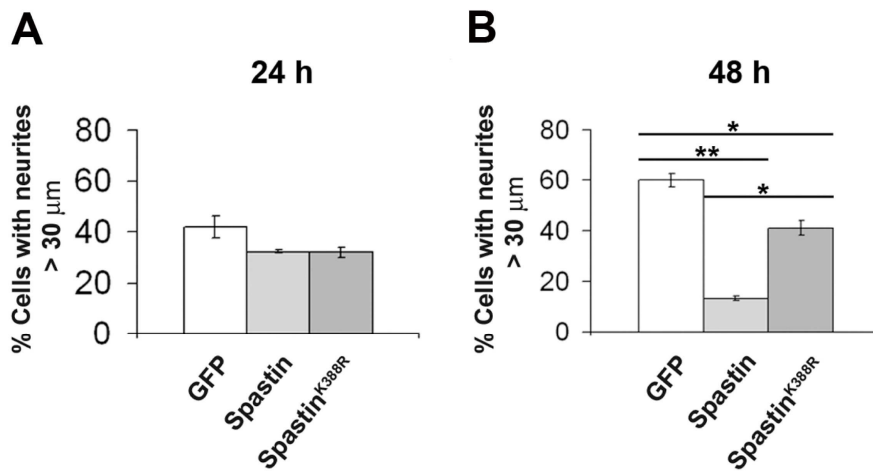 A
24 h
% Cells with neurites
> 30 μm
80
60
40
20
0
GFP
Spastin
SpastinK388R
B
48 h
% Cells with neurites
> 30 μm
80
60
40
20
0
*
**
*
GFP
Spastin
SpastinK388R